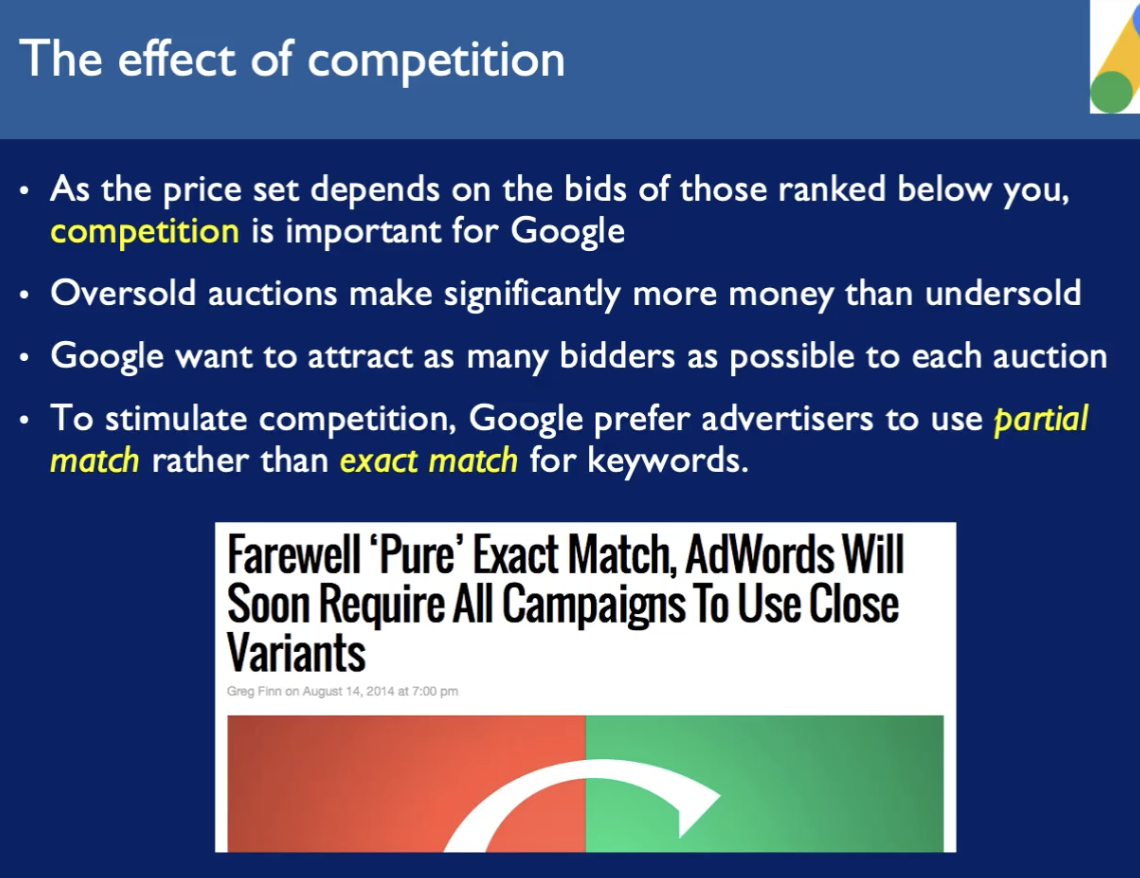 The effect of competition
• As the price set depends on the bids of those ranked below you,
competition is important for Google
• Oversold auctions make significantly more money than undersold
• Google want to attract as many bidders as possible to each auction
• To stimulate competition, Google prefer advertisers to use partial
match rather than exact match for keywords.
Farewell ‘Pure’ Exact Match, AdWords Will
Soon Require All Campaigns To Use Close
Variants
Greg Finn on August 14, 2014 at 7:00 pm